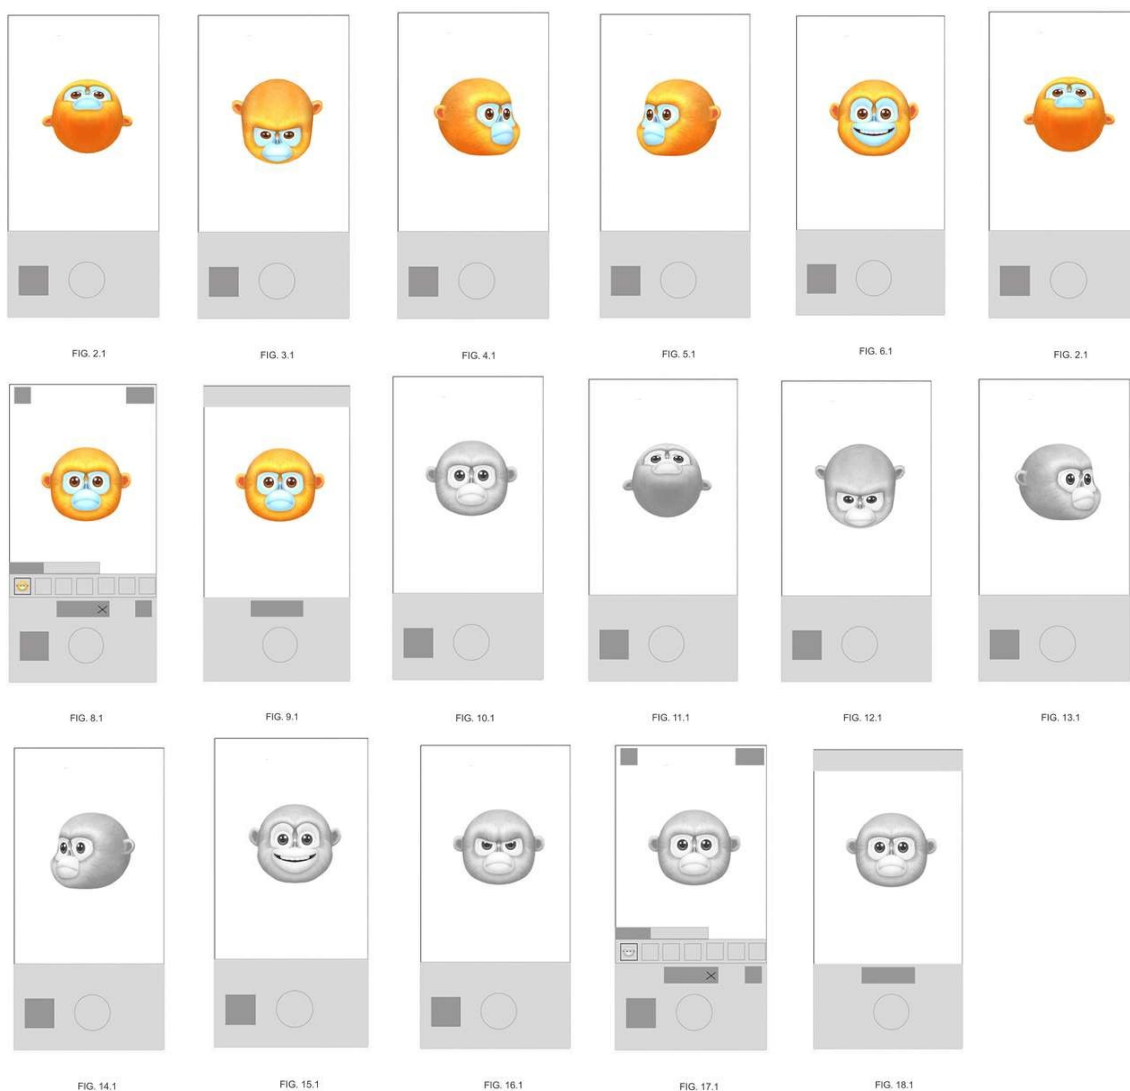 FIG. 2.1
FIG. 3.1
FIG. 4.1
FIG. 5.1
FIG. 6.1
FIG. 2.1
FIG. 8.1
FIG. 9.1
FIG. 10.1
FIG. 11.1
FIG. 12.1
FIG. 13.1
FIG. 14.1
FIG. 15.1
FIG. 16.1
FIG. 17.1
FIG. 18.1